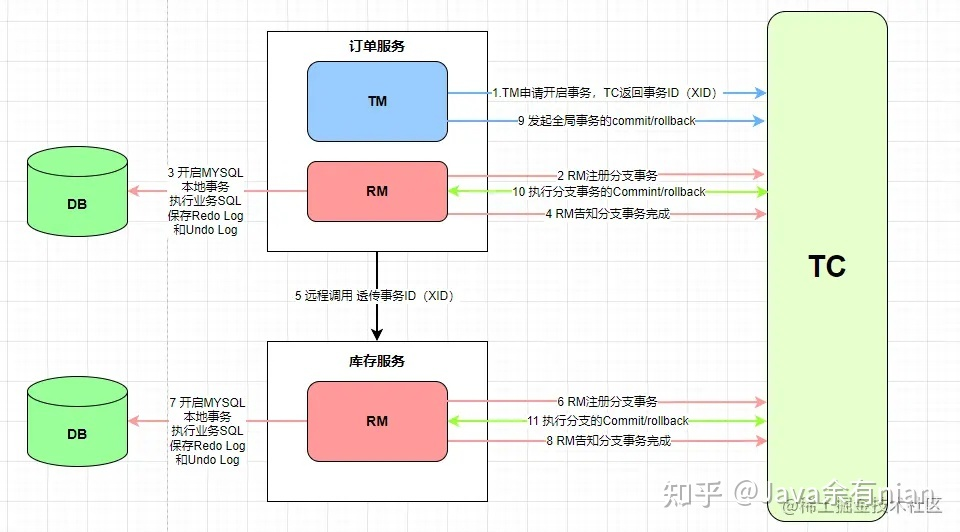 订单服务
TM
1.TM申请开启事务，TC返回事务ID（XID）
9 发起全局事务的commit/rollback
RM
2 RM注册分支事务
10 执行分支事务的Commint/rollback
4 RM告知分支事务完成
3 开启MYSQL
本地事务
执行业务SQL
保存Redo Log
和Undo Log
DB
TC
5 远程调用 透传事务ID（XID）
库存服务
RM
6 RM注册分支事务
11 执行分支的Commit/rollback
8 RM告知分支事务完成
7 开启MYSQL
本地事务
执行业务SQL
保存Redo Log
和Undo Log
DB
知乎 @Java余有nian
@稀土掘金技术社区